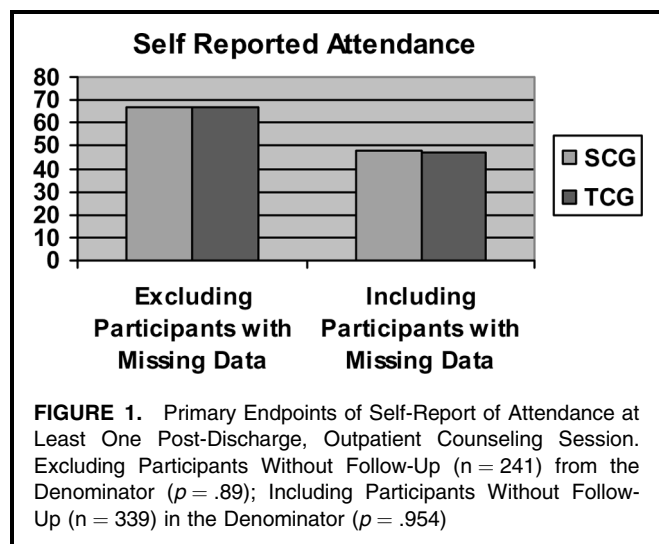 Self Reported Attendance
80
70
60
50
40
30
20
10
0
SCG
TCG
Excluding
Participants with
Missing Data
Including
Participants with
Missing Data
FIGURE 1. Primary Endpoints of Self-Report of Attendance at
Least One Post-Discharge, Outpatient Counseling Session.
Excluding Participants Without Follow-Up (n = 241) from the
Denominator (p = .89); Including Participants Without Follow-
Up (n = 339) in the Denominator (p = .954)